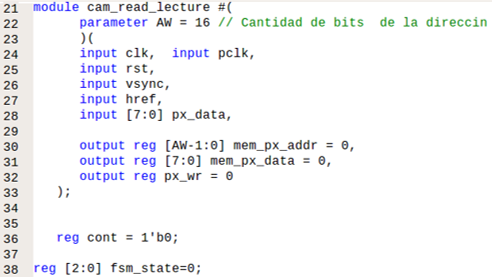 21 module cam_read_lecture #(
22 parameter AW = 16 // Cantidad de bits  de la direccin
23 )(
24 input clk,  input pclk,
25 input rst,
26 input vsync,
27 input href,
28 input [7:0] px_data,
29
30 output reg [AW-1:0] mem_px_addr = 0,
31 output reg [7:0] mem_px_data = 0,
32 output reg px_wr = 0
33 );
34
35
36 reg cont = 1'b0;
37
38 reg [2:0] fsm_state=0;